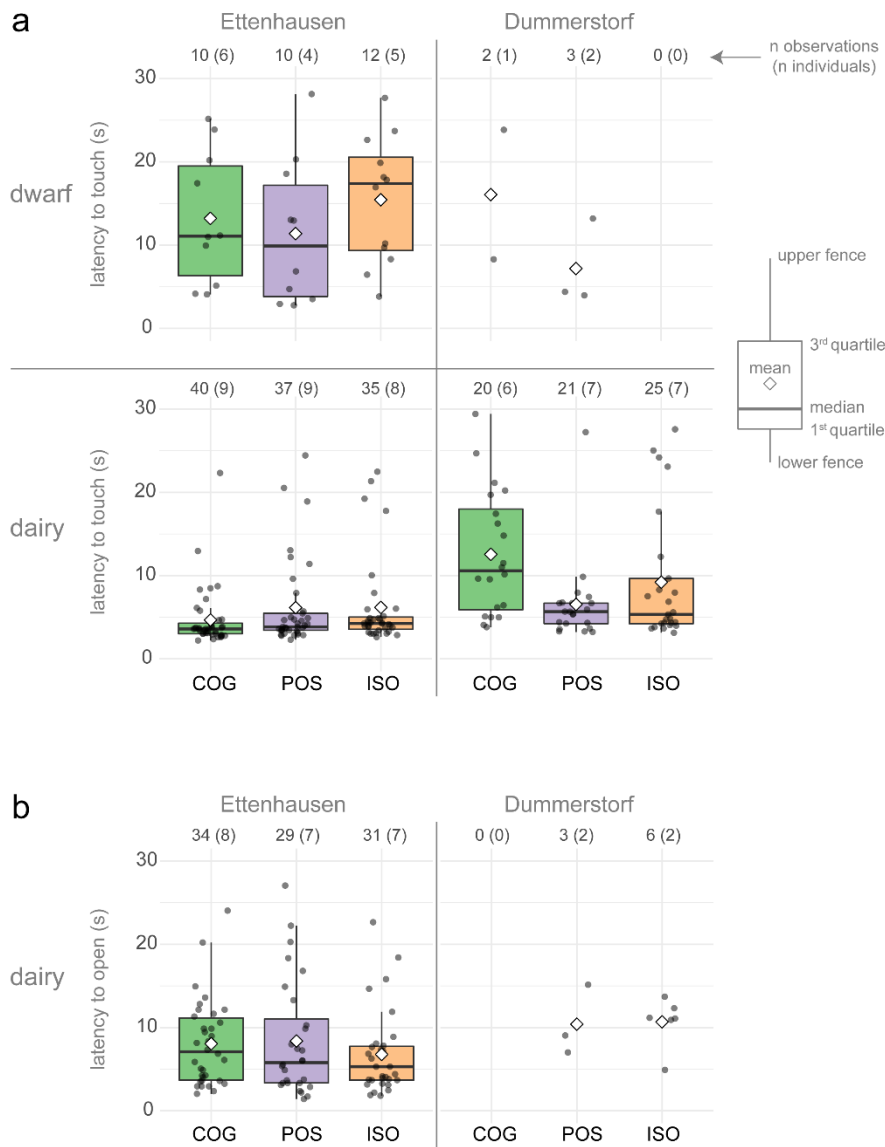 a
Ettenhausen
Dummerstorf
10 (6)
10 (4)
12 (5)
2 (1)
3 (2)
0 (0)
n observations
(n individuals)
dwarf
latency to touch (s)
30
20
10
0
upper fence
3rd quartile
mean
median
1st quartile
lower fence
40 (9)
37 (9)
35 (8)
20 (6)
21 (7)
25 (7)
dairy
latency to touch (s)
30
20
10
0
COG
POS
ISO
COG
POS
ISO
b
Ettenhausen
Dummerstorf
34 (8)
29 (7)
31 (7)
0 (0)
3 (2)
6 (2)
dairy
latency to open (s)
30
20
10
0
COG
POS
ISO
COG
POS
ISO